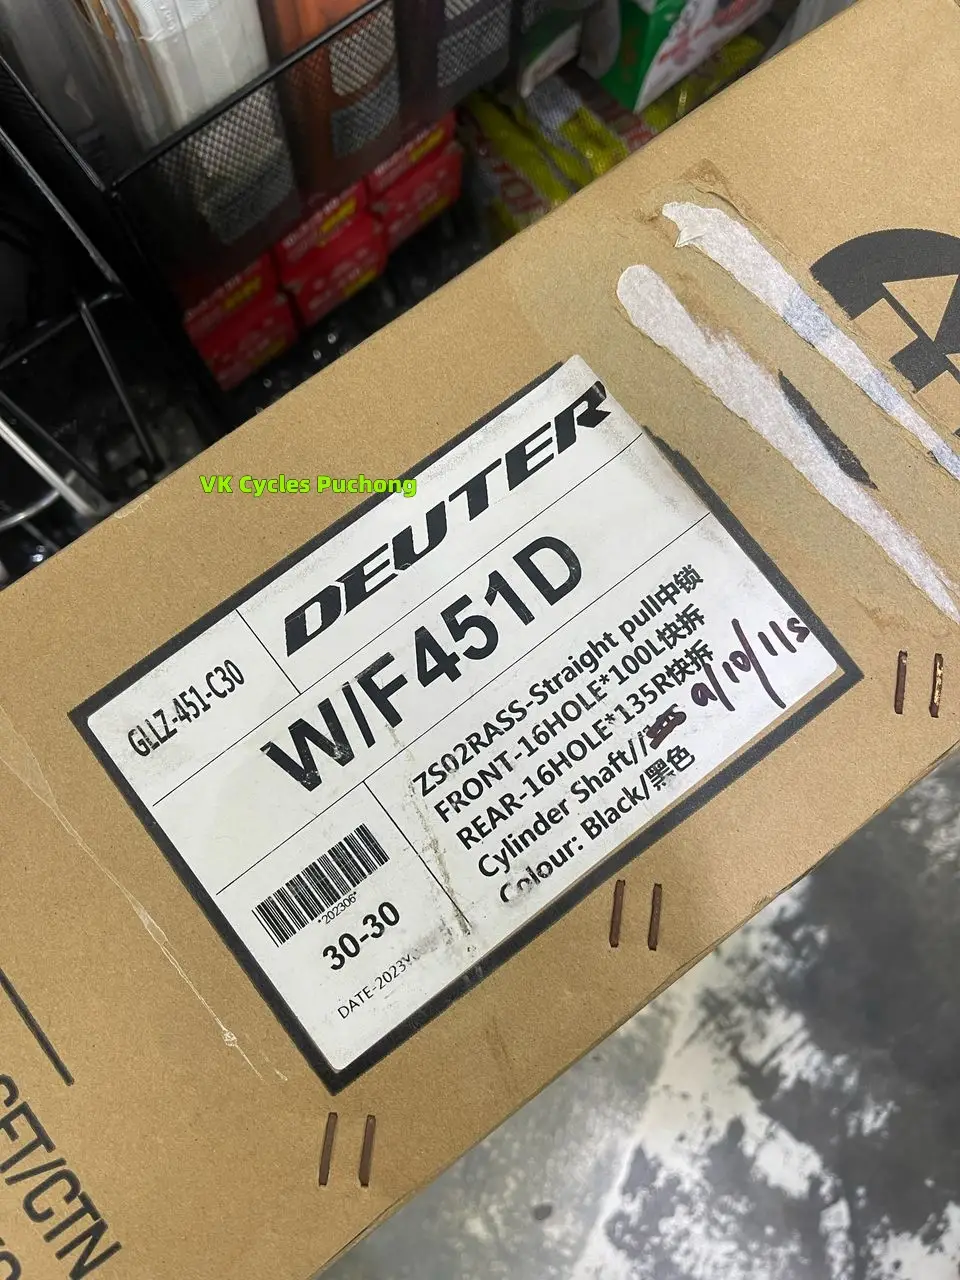 VK Cycles Puchong
DEUTER
GLLZ-451-C30
W/F451D
ZS02RASS-Straight pull中锁
FRONT-16HOLE*100L快拆
REAR-16HOLE*135R快拆
Cylinder Shaft// 9/10/11s
Colour: Black/黑色
*202306*
30-30
DATE-2023Y
/CTN